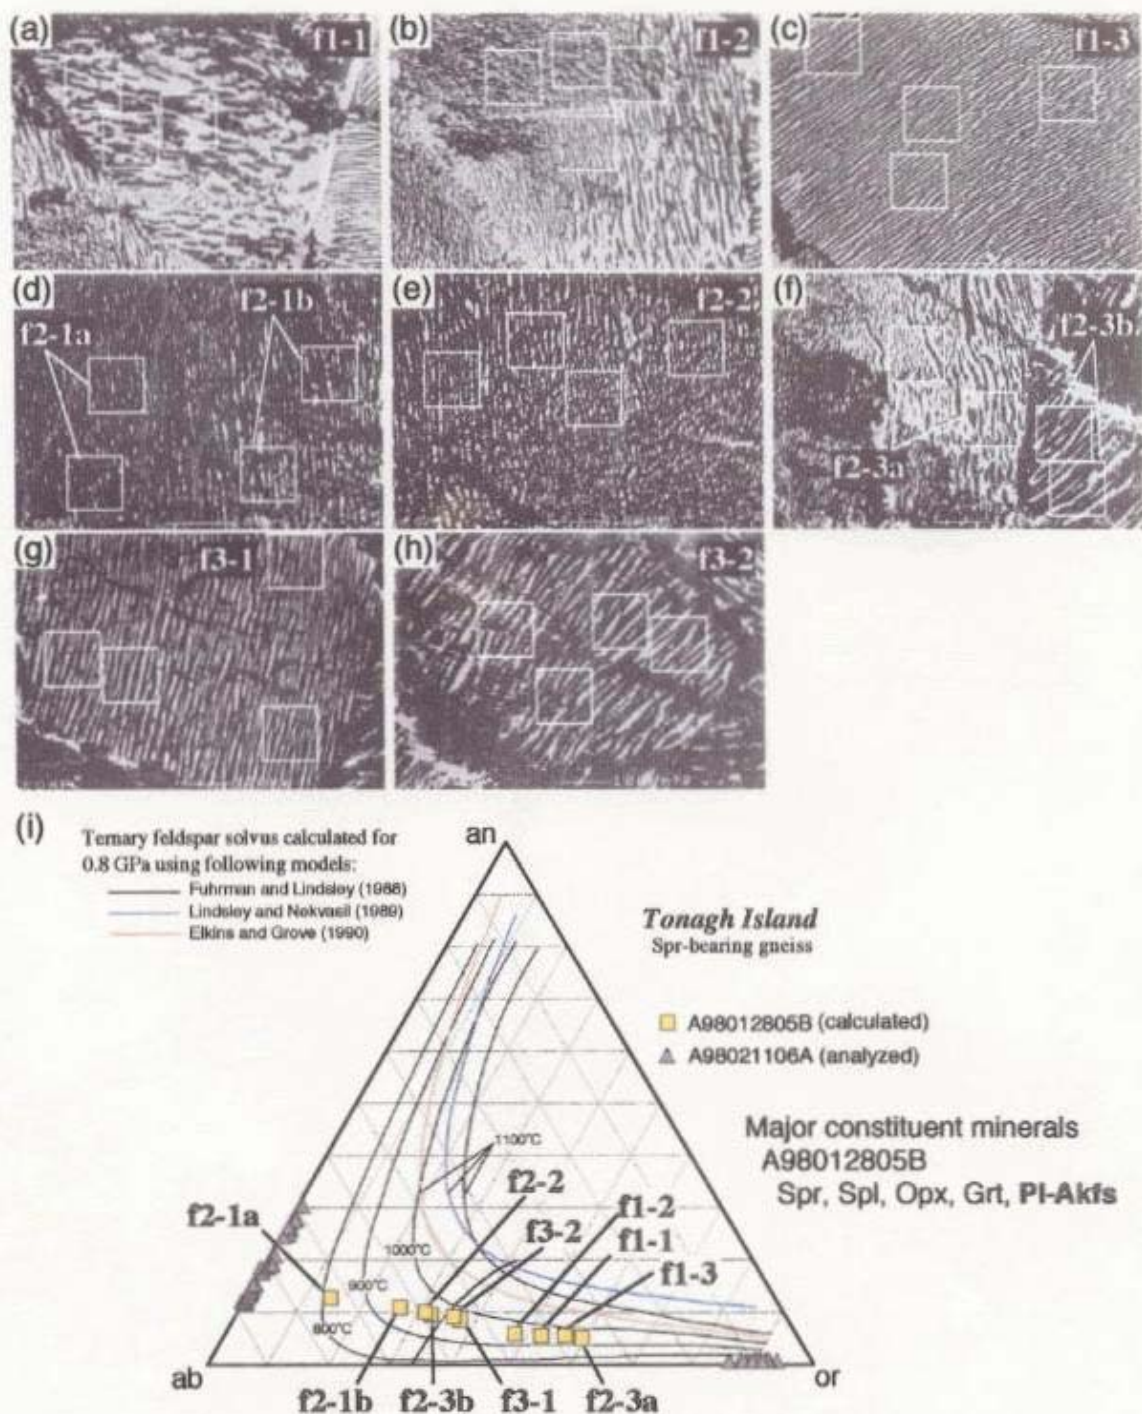 (a) f1-1
(b) f1-2
(c) f1-3
(d) f2-1a f2-1b
(e) f2-2
(f) f2-3b
f2-3a
(g) f3-1
(h) f3-2
(i) Ternary feldspar solvus calculated for
0.8 GPa using following models:
Fuhrman and Lindsley (1988)
Lindsley and Nekvasil (1989)
Elkins and Grove (1990)
an
Tonagh Island
Spr-bearing gneiss
A98012805B (calculated)
A98021106A (analyzed)
Major constituent minerals
A98012805B
Spr, Spl, Opx, Grt, Pl-Akfs
1100°C
f2-2
f2-1a
f3-2
f1-2
f1-1
f1-3
1000°C
900°C
800°C
ab
or
f2-1b f2-3b f3-1 f2-3a